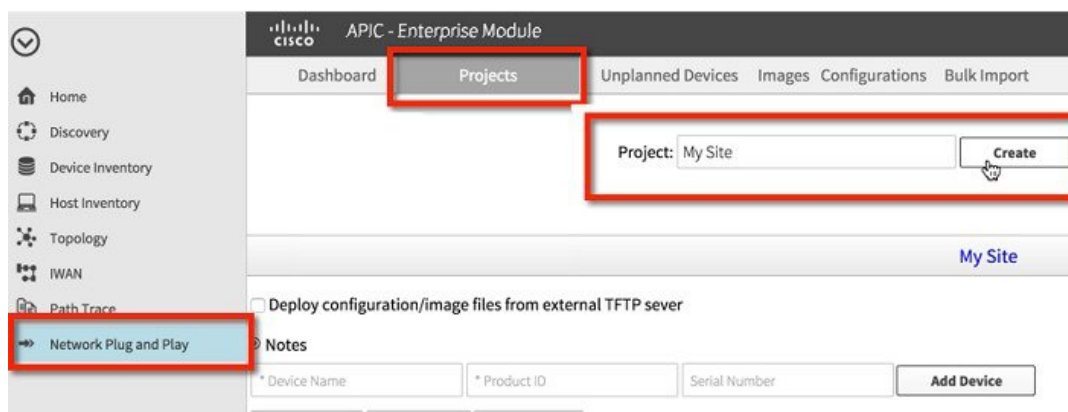 CISCO
APIC - Enterprise Module
Dashboard
Projects
Unplanned Devices
Images
Configurations
Bulk Import
Home
Discovery
Device Inventory
Host Inventory
Topology
IWAN
Path Trace
Network Plug and Play
Project: My Site
Create
My Site
Deploy configuration/image files from external TFTP sever
Notes
* Device Name
* Product ID
Serial Number
Add Device